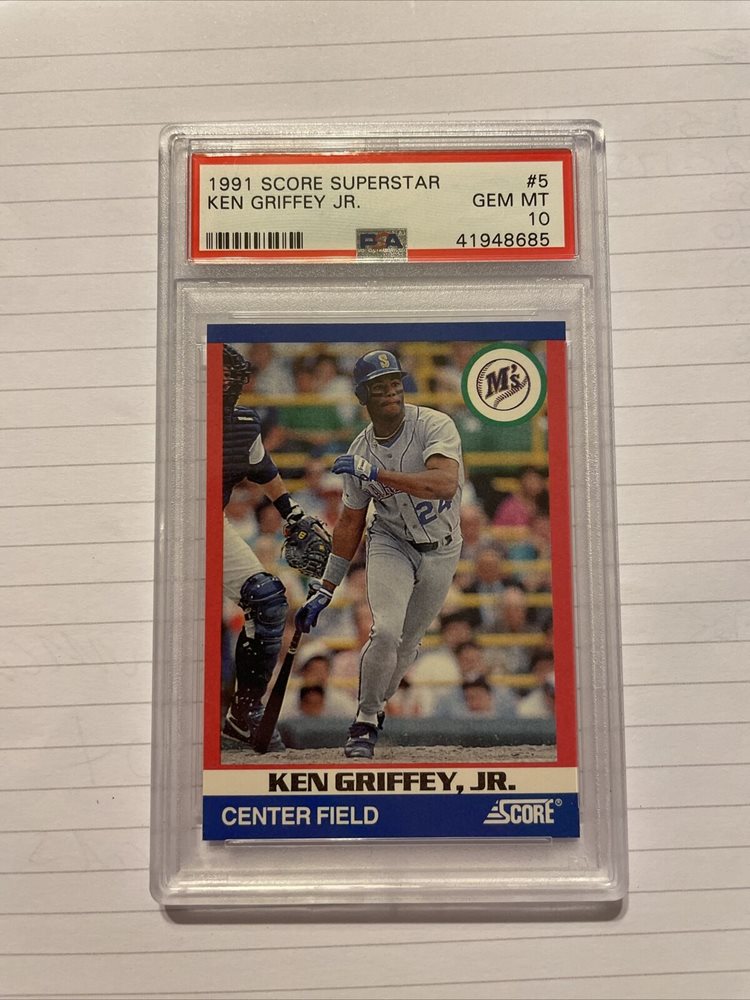 1991 SCORE SUPERSTAR #5
KEN GRIFFEY JR. GEM MT
10
PSA 41948685
M's
S
24
KEN GRIFFEY, JR.
CENTER FIELD SCORE®